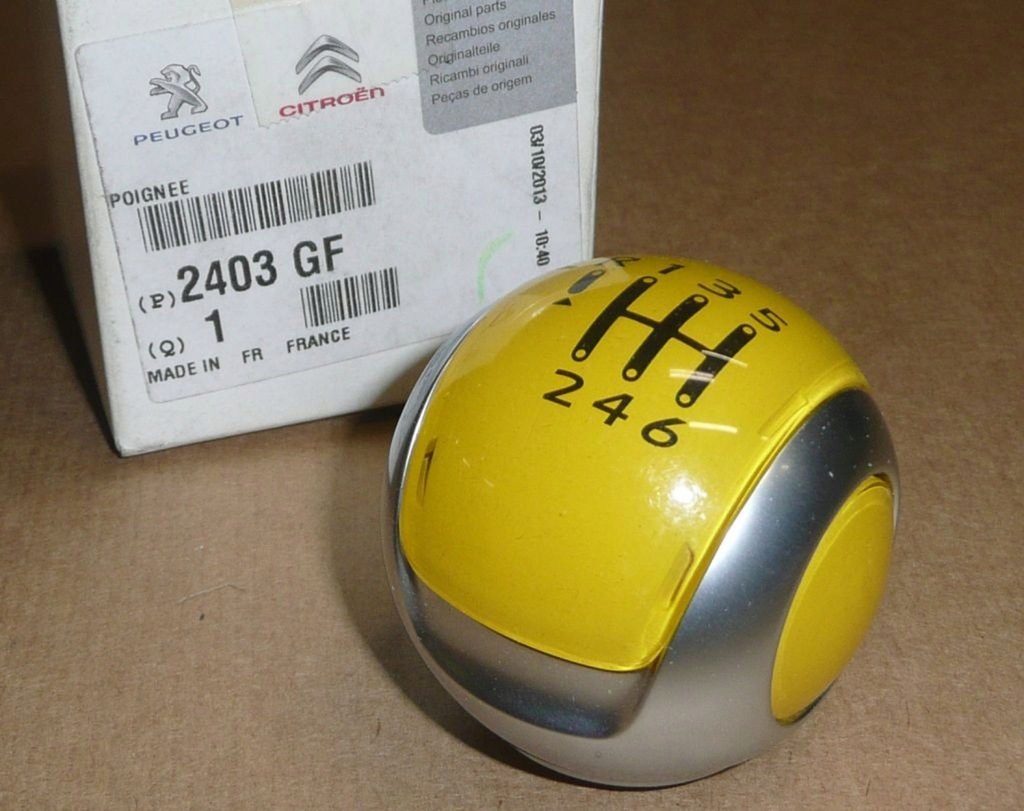 Original parts
Recambios originales
Originalteile
Ricambi originali
Peças de origem
PEUGEOT
CITROËN
03/10/2013 - 10:40
POIGNEE
(P) 2403 GF
(Q) 1
MADE IN FR FRANCE
R 1 3 5
2 4 6